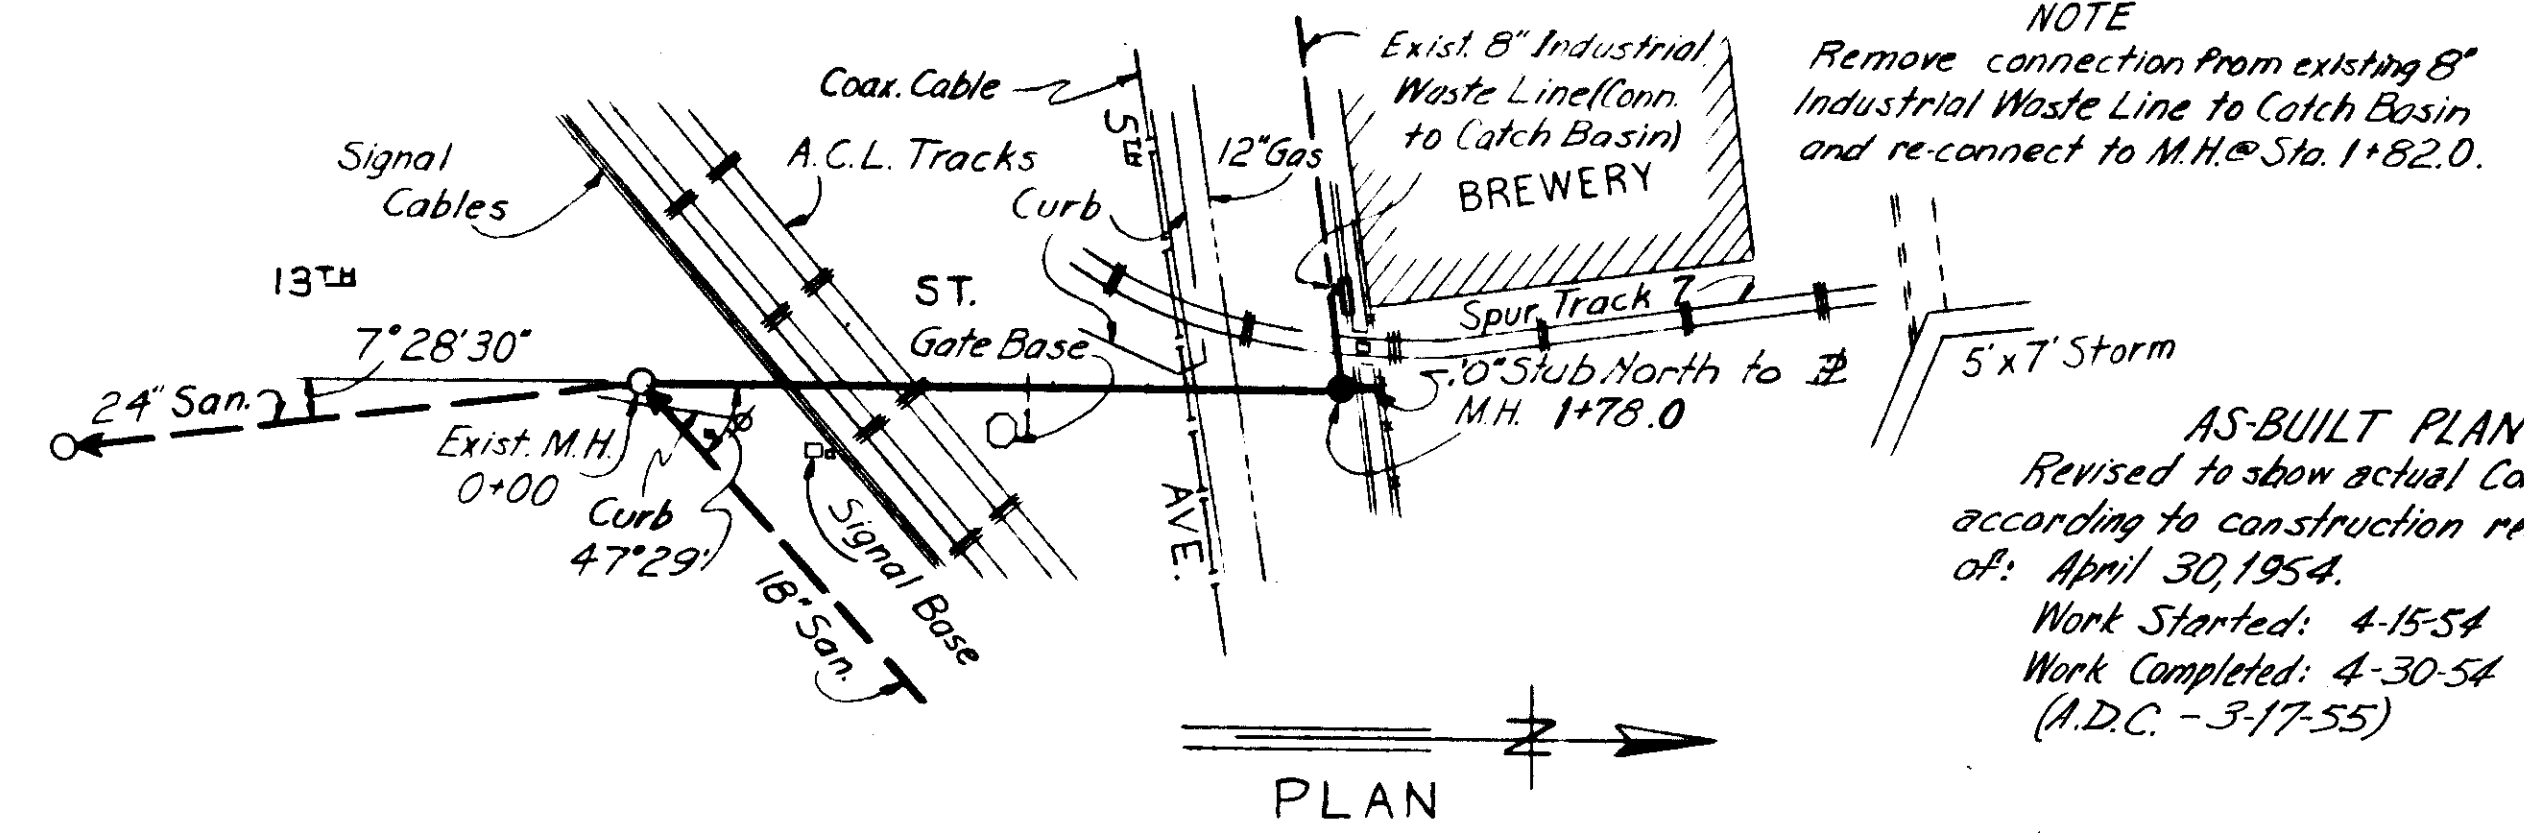 NOTE
Remove connection from existing 8"
Industrial Waste Line to Catch Basin
and re-connect to M.H.@ Sta. 1+82.0.
Exist. 8" Industrial
Waste Line (Conn.
to Catch Basin)
BREWERY
Coax. Cable
5TH
12" Gas
A.C.L. Tracks
Signal
Cables
Curb
13TH
ST.
Gate Base
Spur Track
7°28'30"
24" San.
Exist. M.H.
0+00
Curb
47°29'
18" San.
Signal Base
AVE.
5'.0" Stub North to
M.H. 1+78.0
5'x7' Storm
AS-BUILT PLAN
Revised to show actual Co
according to construction re
of: April 30, 1954.
Work Started: 4-15-54
Work Completed: 4-30-54
(A.D.C. - 3-17-55)
N
PLAN